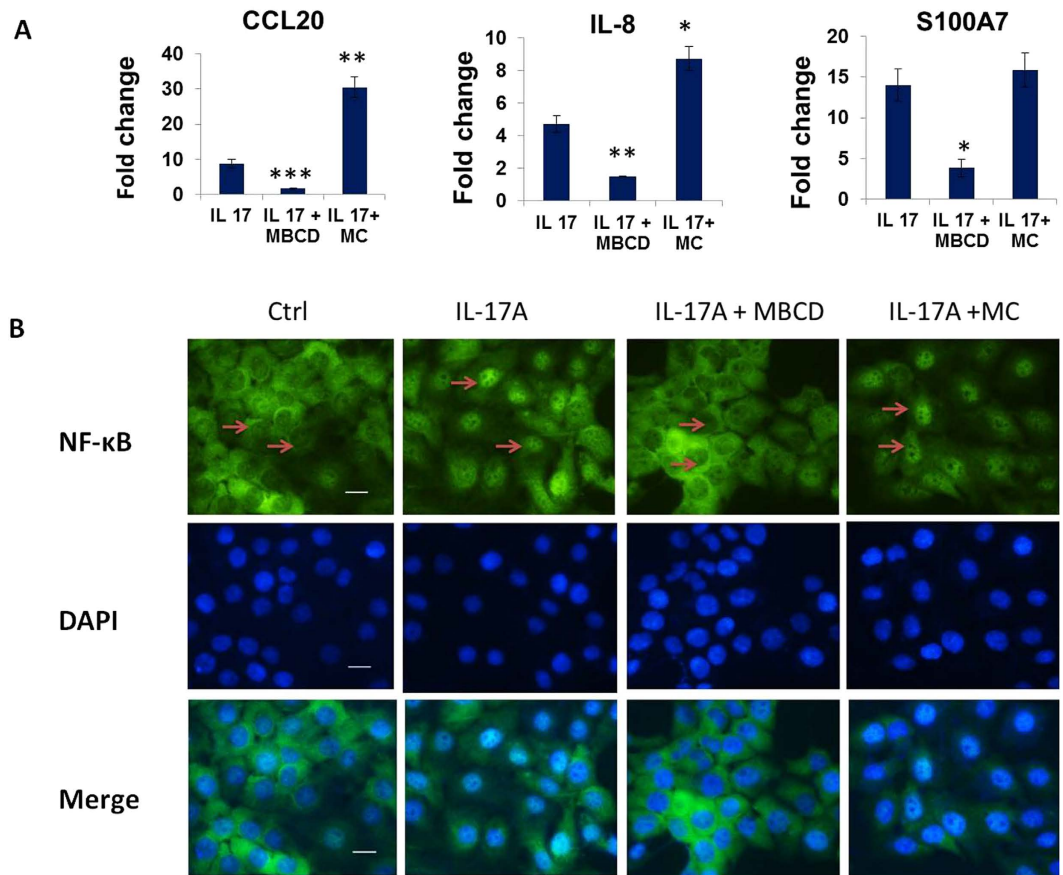 A
CCL20
Fold change
40
30
20
10
0
**
***
IL 17
IL 17 +
MBCD
IL 17+
MC
IL-8
Fold change
10
8
6
4
2
0
*
**
IL 17
IL 17 +
MBCD
IL 17+
MC
S100A7
Fold change
20
15
10
5
0
*
IL 17
IL 17 +
MBCD
IL 17+
MC
B
Ctrl
IL-17A
IL-17A + MBCD
IL-17A +MC
NF-κB
DAPI
Merge